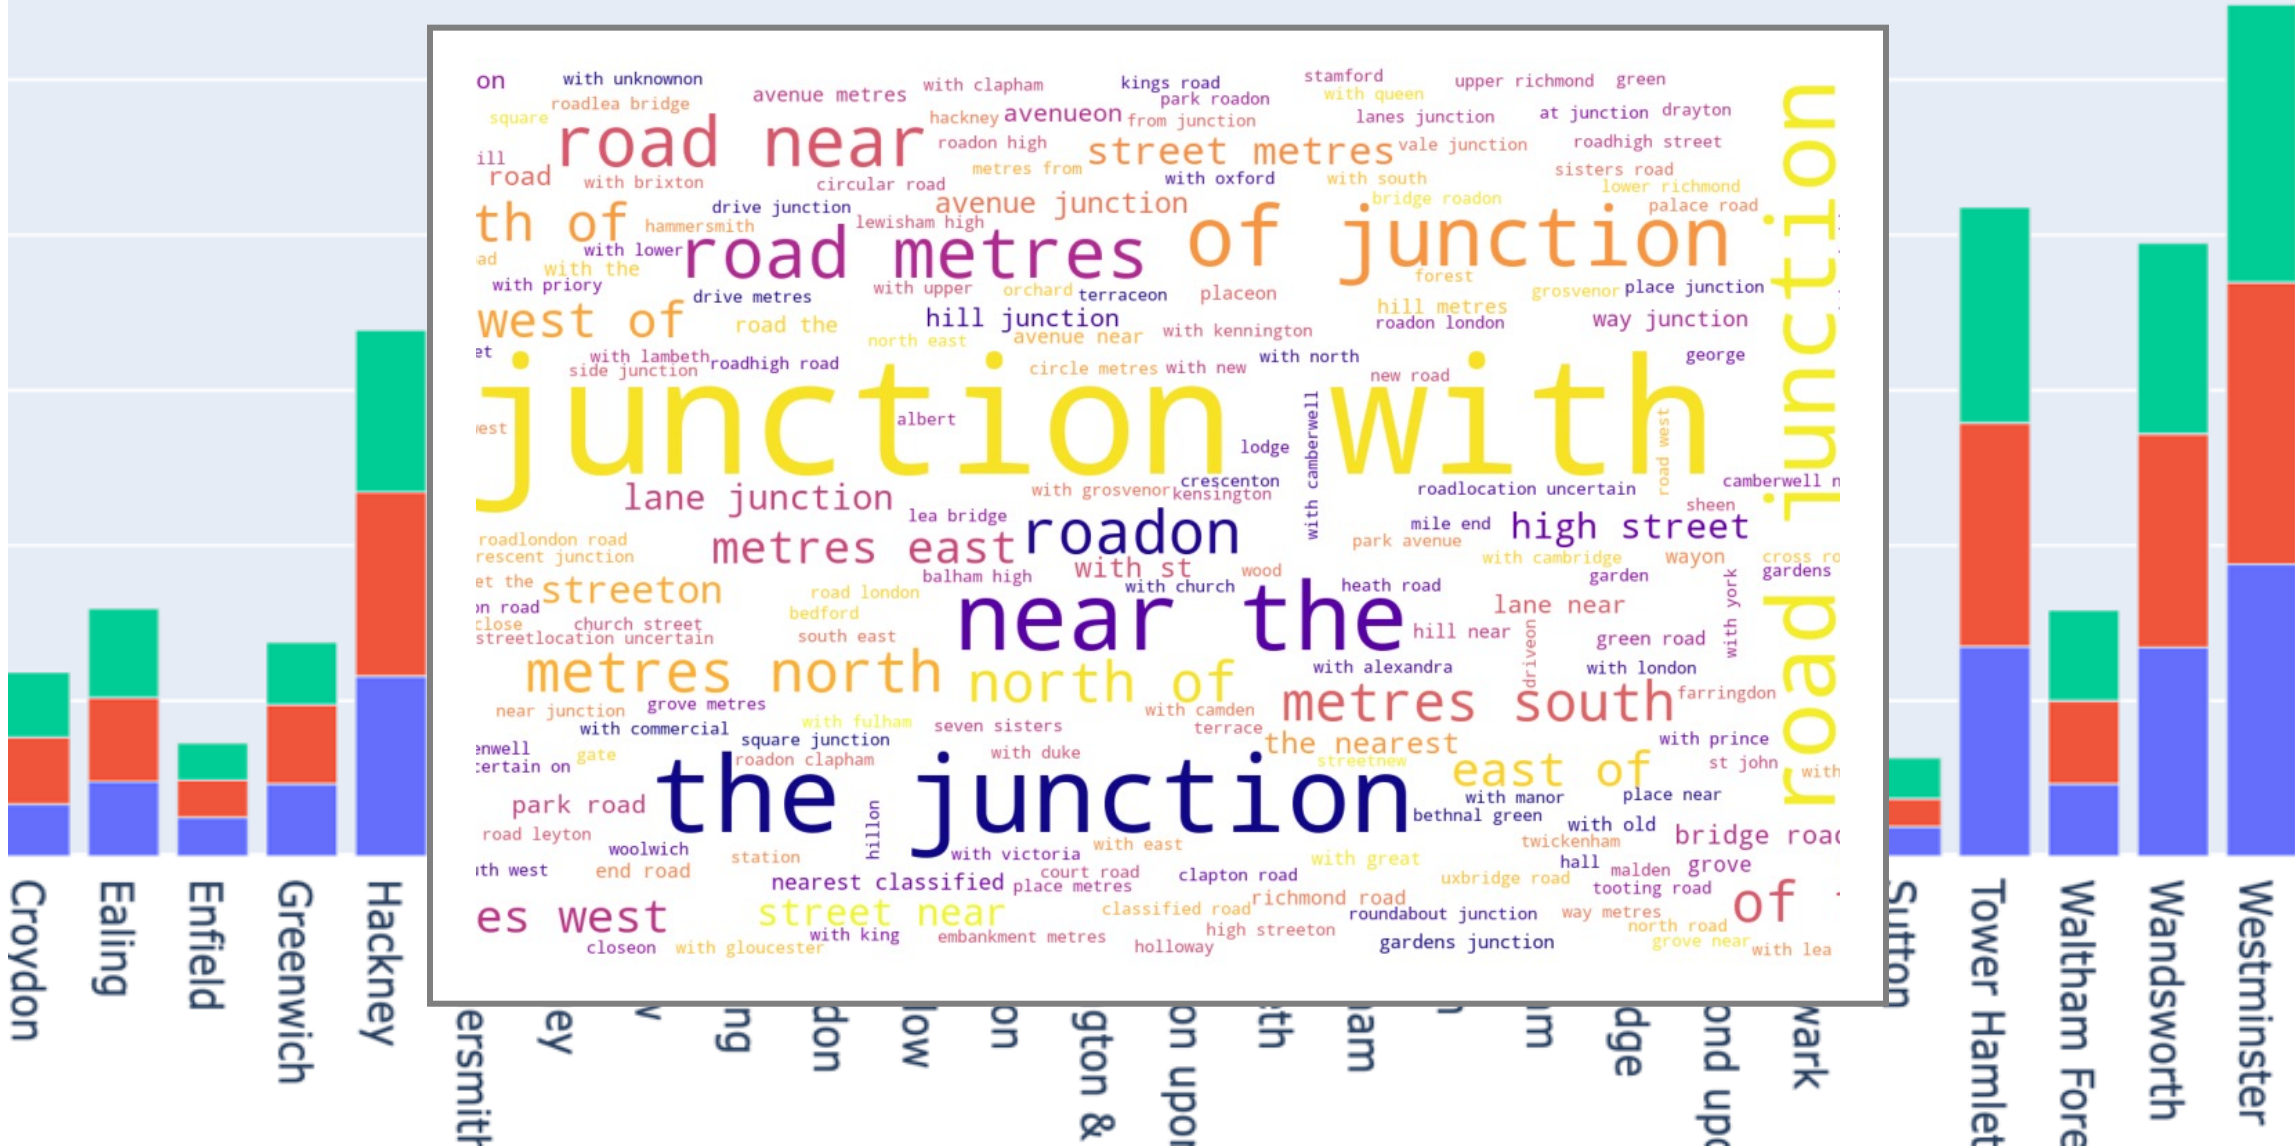 on with unknownon avenue metres with clapham kings road stamford upper richmond green
roadlea bridge park roadon with queen
square road near hackney avenueon from junction lanes junction at junction drayton
ill roadon high street metres vale junction roadhigh street
road with brixton circular road metres from with oxford with south sisters road
lower richmond
th of drive junction avenue junction bridge roadon palace road
hammersmith lewisham high
with lower road metres of junction road junction
ad with the forest
with priory drive metres with upper orchard terraceon placeon grosvenor place junction
west of road the hill junction hill metres
roadon london way junction
north east avenue near with kennington
et with lambeth roadhigh road with north george
side junction circle metres with new new road
junction with
albert
est lodge with camberwell road west
lane junction with grosvenor crescenton roadlocation uncertain camberwell n
kensington sheen
lea bridge roadon mile end high street
roadlondon road metres east park avenue
rescent junction with st with cambridge wayon cross ro
et the streeton balham high wood garden gardens
road london with church heath road with york
on road bedford near the lane near
close church street hill near
streetlocation uncertain south east driveon green road
metres north north of with alexandra with london
near junction grove metres with camden metres south farringdon
with commercial with fulham seven sisters terrace
enwell square junction the nearest with prince
certain on gate roadon clapham with duke streetnew east of st john with
park road the junction with manor place near
road leyton hillon bethnal green with old bridge road
woolwich station with victoria with east twickenham
uth west end road court road with great hall malden grove
nearest classified place metres clapton road uxbridge road tooting road
es west street near classified road richmond road roundabout junction way metres of
with king embankment metres high streeton north road
closeon with gloucester holloway gardens junction grove near with lea
Croydon
Ealing
Enfield
Greenwich
Hackney
ersmith
ey
ng
don
low
on
gton &
on upon
eth
am
m
dge
ond upo
wark
Sutton
Tower Hamlet
Waltham Fore
Wandsworth
Westminster